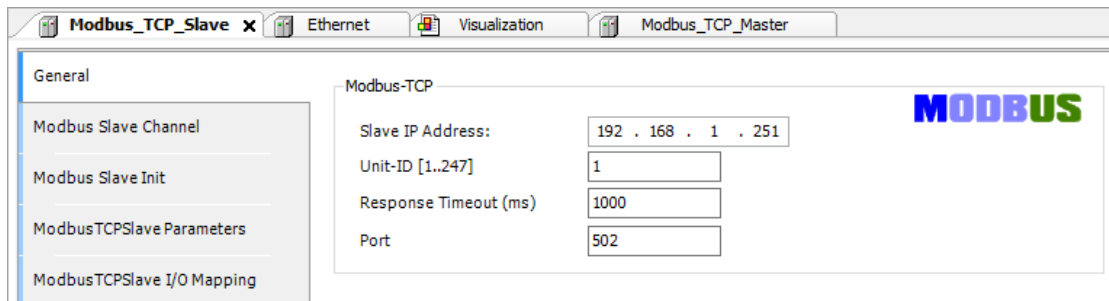 Modbus_TCP_Slave X Ethernet Visualization Modbus_TCP_Master
General
Modbus Slave Channel
Modbus Slave Init
ModbusTCPSlave Parameters
ModbusTCPSlave I/O Mapping
Modbus-TCP
MODBUS
Slave IP Address: 192 . 168 . 1 . 251
Unit-ID [1..247] 1
Response Timeout (ms) 1000
Port 502